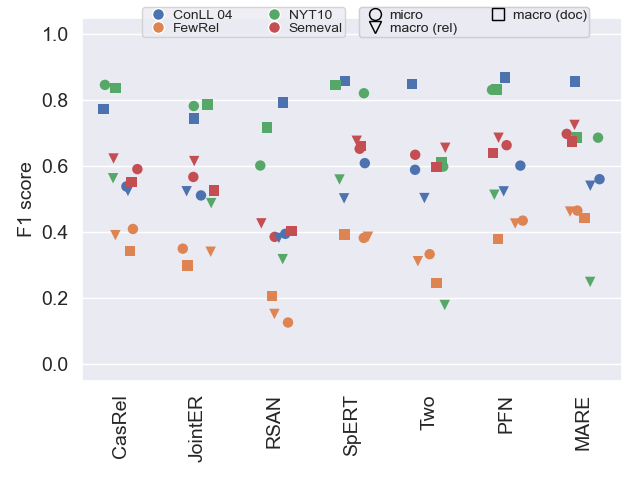 ConLL 04 NYT10 micro macro (doc)
FewRel Semeval macro (rel)
F1 score
1.0
0.8
0.6
0.4
0.2
0.0
CasRel JointER RSAN SpERT Two PFN MARE